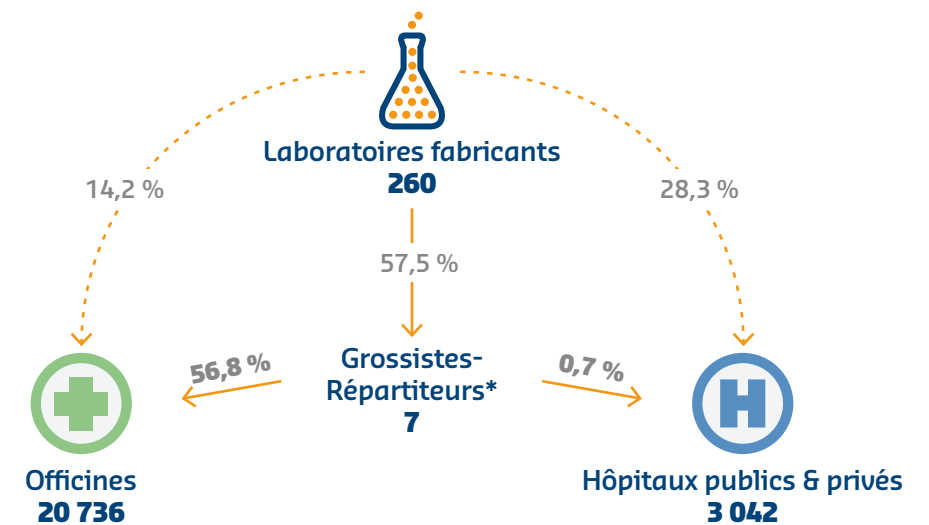 Laboratoires fabricants
260
14,2 %
28,3 %
57,5 %
56,8 %
Grossistes-
Répartiteurs*
7
0,7 %
H
Officines
20 736
Hôpitaux publics & privés
3 042